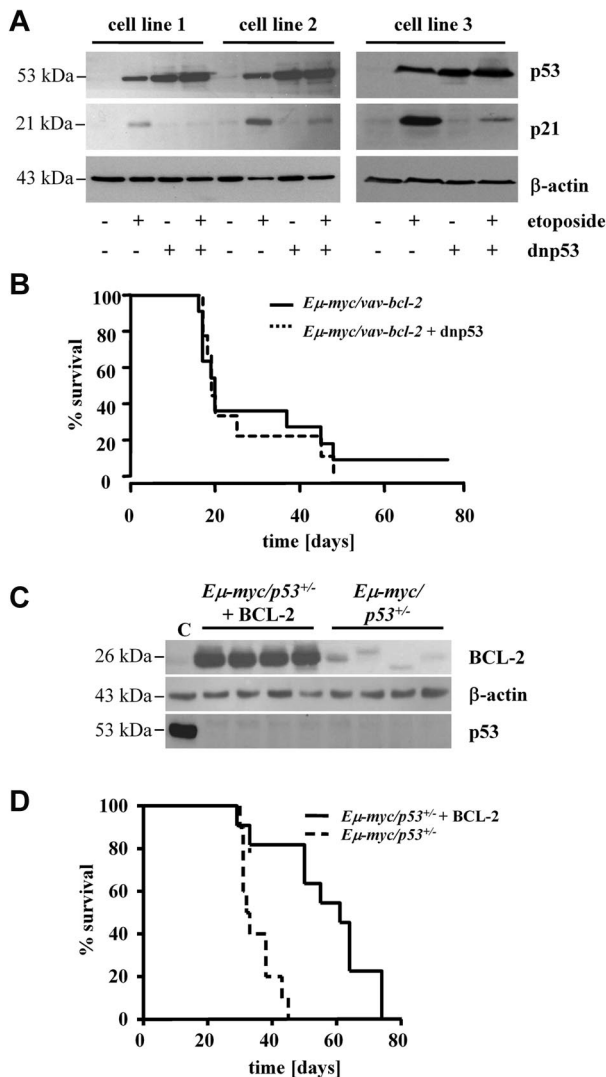 A
cell line 1 cell line 2 cell line 3
53 kDa p53
21 kDa p21
43 kDa β-actin
- + - + - + - + - + - + etoposide
- - + + - - + + - - + + dnp53
B
100
80
60
40
20
0
% survival
Eμ-myc/vav-bcl-2
Eμ-myc/vav-bcl-2 + dnp53
0 20 40 60 80
time [days]
C
Eμ-myc/p53+/- Eμ-myc/
+ BCL-2 p53+/-
C
26 kDa BCL-2
43 kDa β-actin
53 kDa p53
D
100
80
60
40
20
0
% survival
Eμ-myc/p53+/- + BCL-2
Eμ-myc/p53+/-
0 20 40 60 80
time [days]